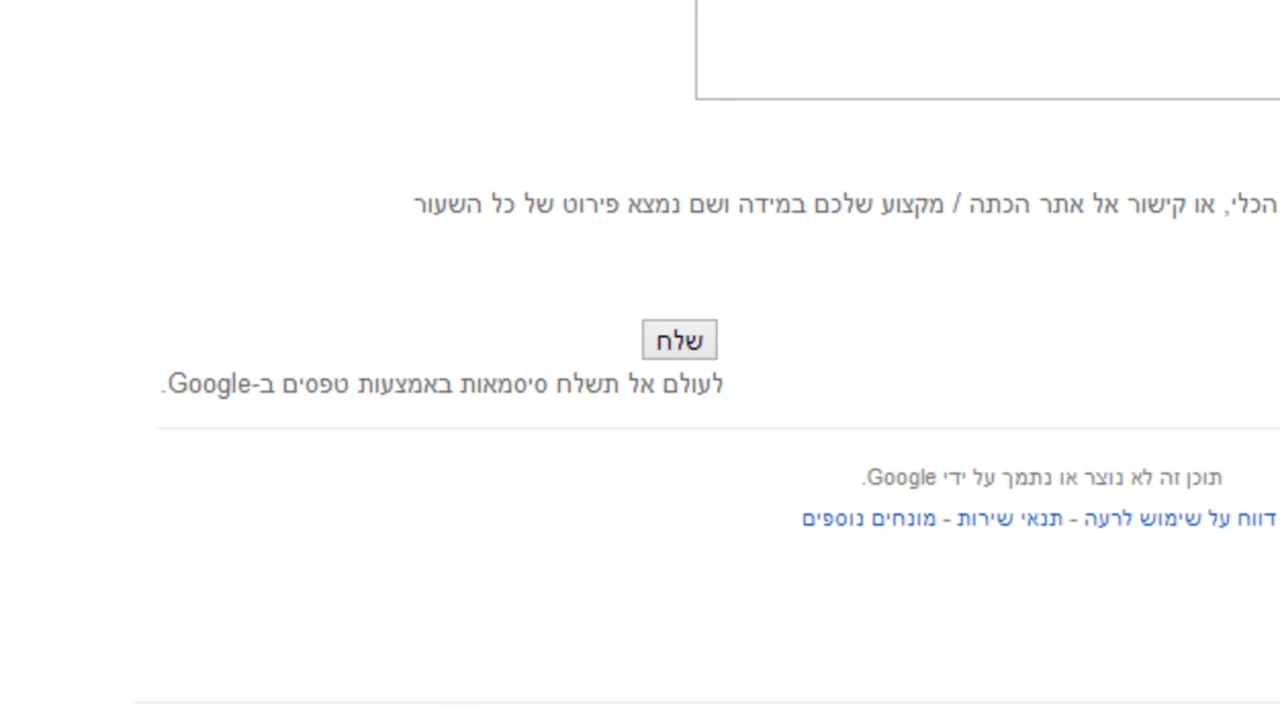 הכלי, או קישור אל אתר הכתה / מקצוע שלכם במידה ושם נמצא פירוט של כל השעור
שלח
לעולם אל תשלח סיסמאות באמצעות טפסים ב-Google.
תוכן זה לא נוצר או נתמך על ידי Google.
דווח על שימוש לרעה - תנאי שירות - מונחים נוספים